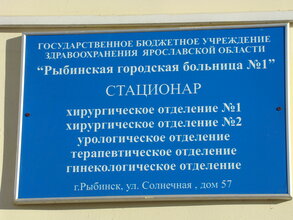 ГОСУДАРСТВЕННОЕ БЮДЖЕТНОЕ УЧРЕЖДЕНИЕ
ЗДРАВООХРАНЕНИЯ ЯРОСЛАВСКОЙ ОБЛАСТИ
“Рыбинская городская больница №1”
СТАЦИОНАР
хирургическое отделение №1
хирургическое отделение №2
урологическое отделение
терапевтическое отделение
гинекологическое отделение
г.Рыбинск, ул. Солнечная , дом 57